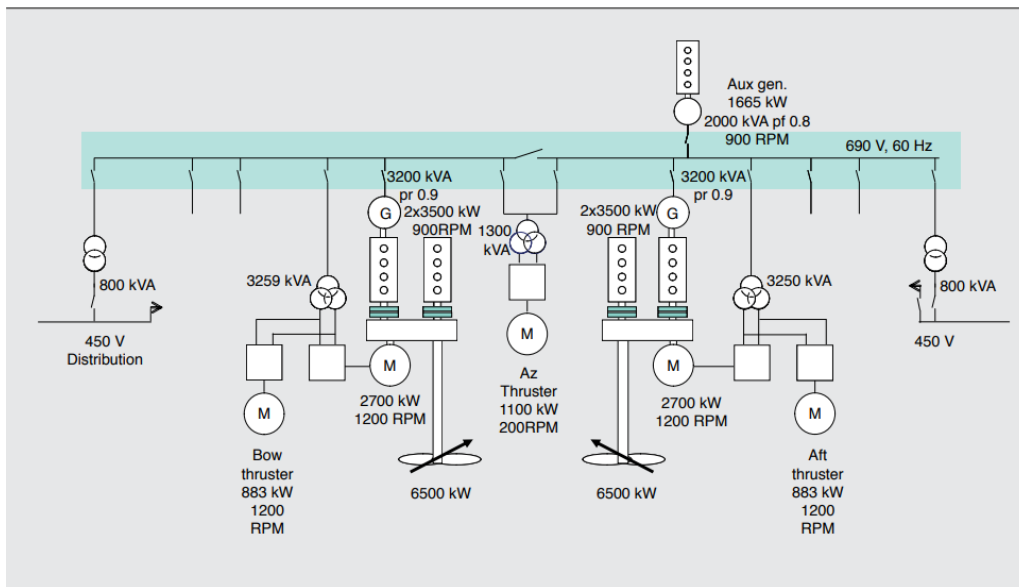 Aux gen.
1665 kW
2000 kVA pf 0.8
900 RPM
690 V, 60 Hz
3200 kVA
pr 0.9
G
2x3500 kW
900RPM
1300
kVA
3200 kVA
pr 0.9
G
2x3500 kW
900 RPM
800 kVA
3259 kVA
3250 kVA
800 kVA
450 V
Distribution
450 V
M
2700 kW
1200 RPM
M
Az
Thruster
1100 kW
200RPM
M
2700 kW
1200 RPM
M
Bow
thruster
883 kW
1200
RPM
6500 kW
6500 kW
M
Aft
thruster
883 kW
1200
RPM